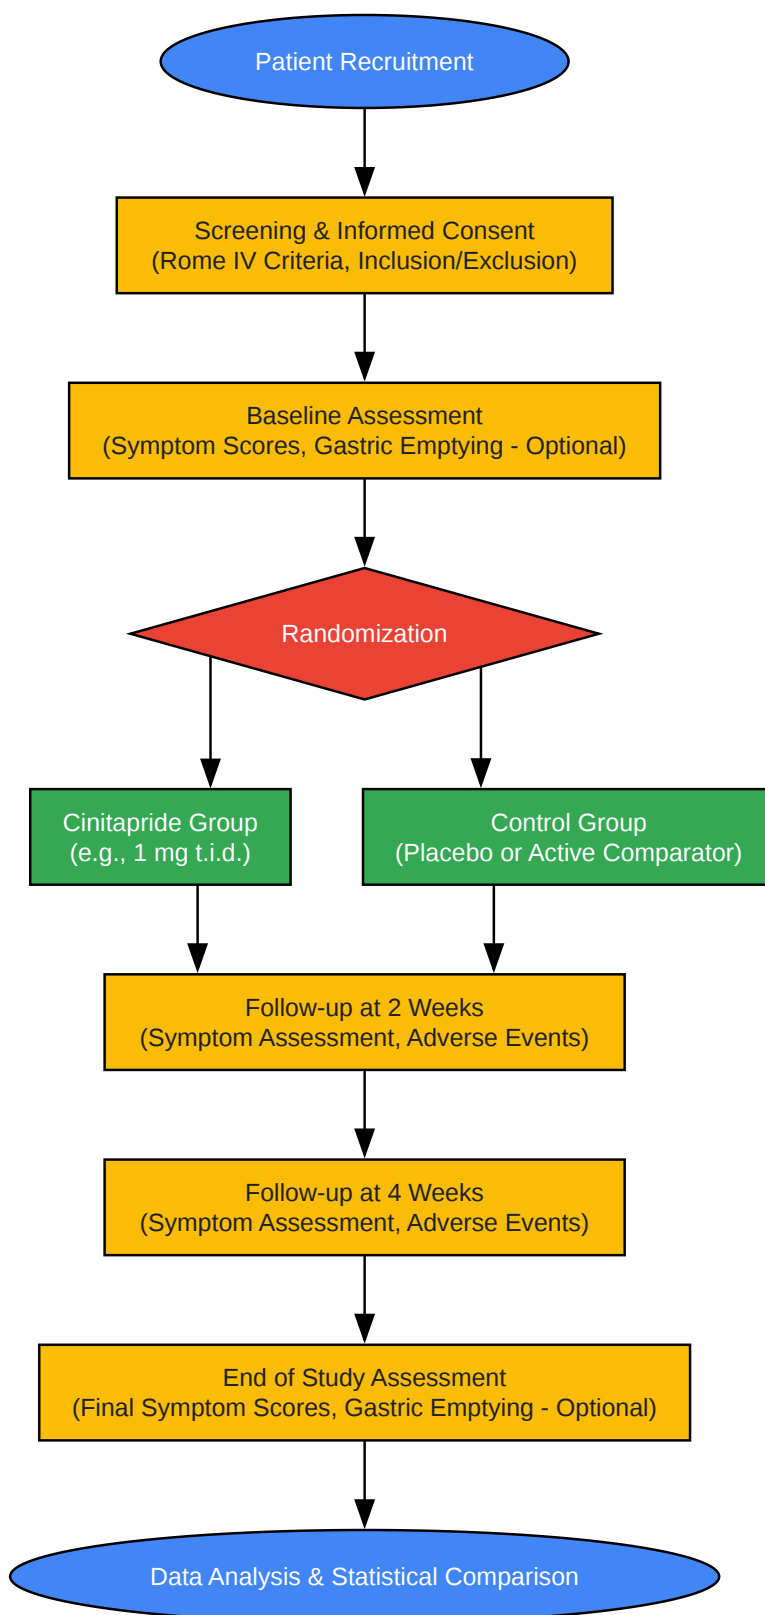 Patient Recruitment
Screening & Informed Consent
(Rome IV Criteria, Inclusion/Exclusion)
Baseline Assessment
(Symptom Scores, Gastric Emptying - Optional)
Randomization
Cinitapride Group
(e.g., 1 mg t.i.d.)
Control Group
(Placebo or Active Comparator)
Follow-up at 2 Weeks
(Symptom Assessment, Adverse Events)
Follow-up at 4 Weeks
(Symptom Assessment, Adverse Events)
End of Study Assessment
(Final Symptom Scores, Gastric Emptying - Optional)
Data Analysis & Statistical Comparison